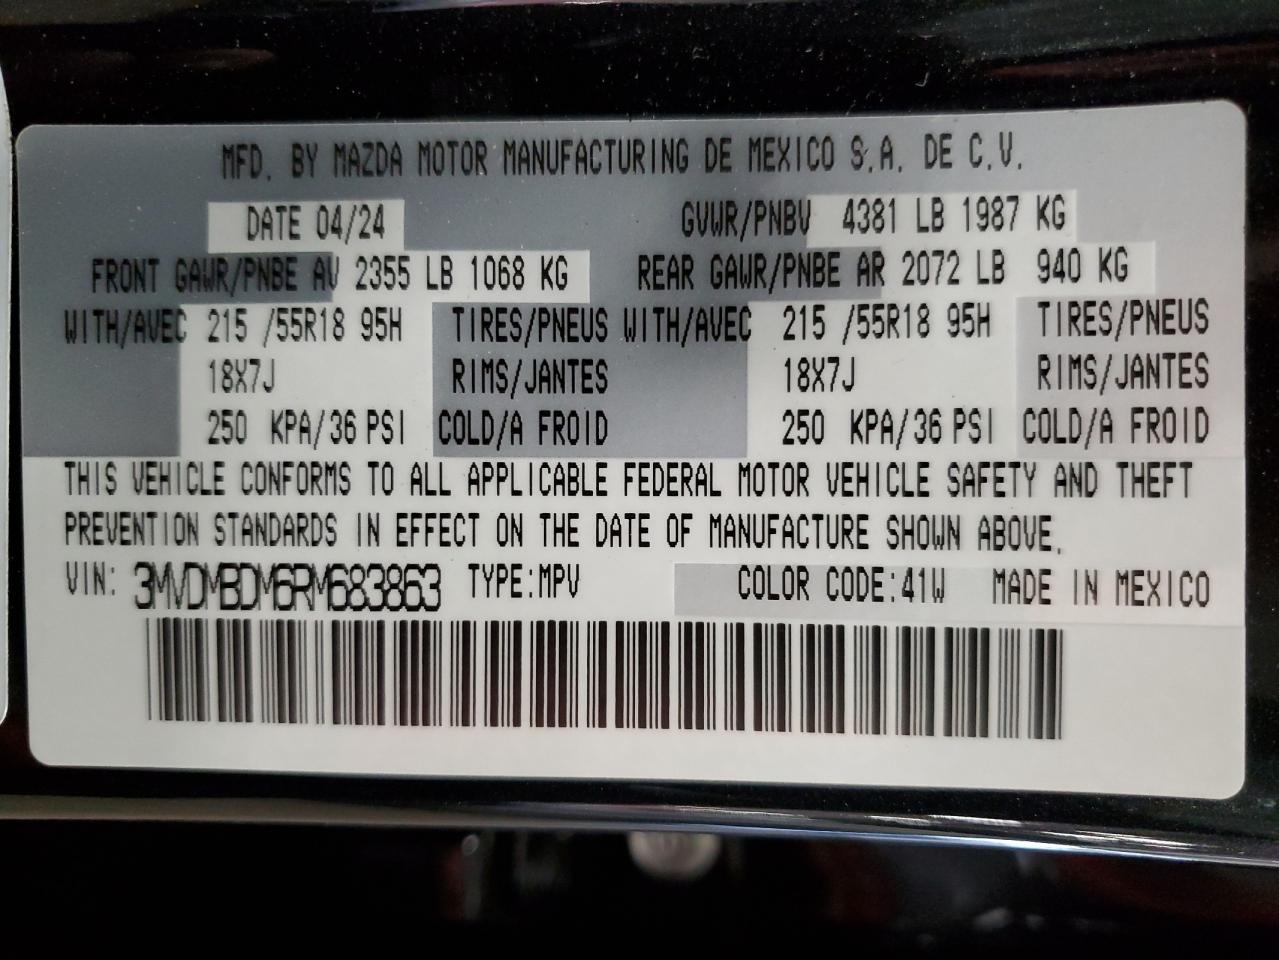 MFD. BY MAZDA MOTOR MANUFACTURING DE MEXICO S.A. DE C.V.
DATE 04/24 GVWR/PNBV 4381 LB 1987 KG
FRONT GAWR/PNBE AV 2355 LB 1068 KG REAR GAWR/PNBE AR 2072 LB 940 KG
WITH/AVEC 215 /55R18 95H TIRES/PNEUS WITH/AVEC 215 /55R18 95H TIRES/PNEUS
18X7J RIMS/JANTES 18X7J RIMS/JANTES
250 KPA/36 PSI COLD/A FROID 250 KPA/36 PSI COLD/A FROID
THIS VEHICLE CONFORMS TO ALL APPLICABLE FEDERAL MOTOR VEHICLE SAFETY AND THEFT
PREVENTION STANDARDS IN EFFECT ON THE DATE OF MANUFACTURE SHOWN ABOVE.
VIN: 3MVDMBDM6RM683863 TYPE:MPV COLOR CODE:41W MADE IN MEXICO